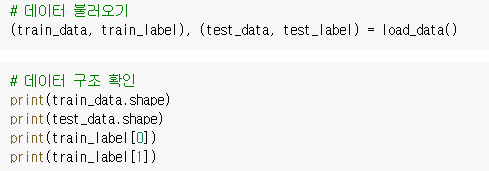 # 데이터 불러오기
(train_data, train_label), (test_data, test_label) = load_data()
# 데이터 구조 확인
print(train_data.shape)
print(test_data.shape)
print(train_label[0])
print(train_label[1])